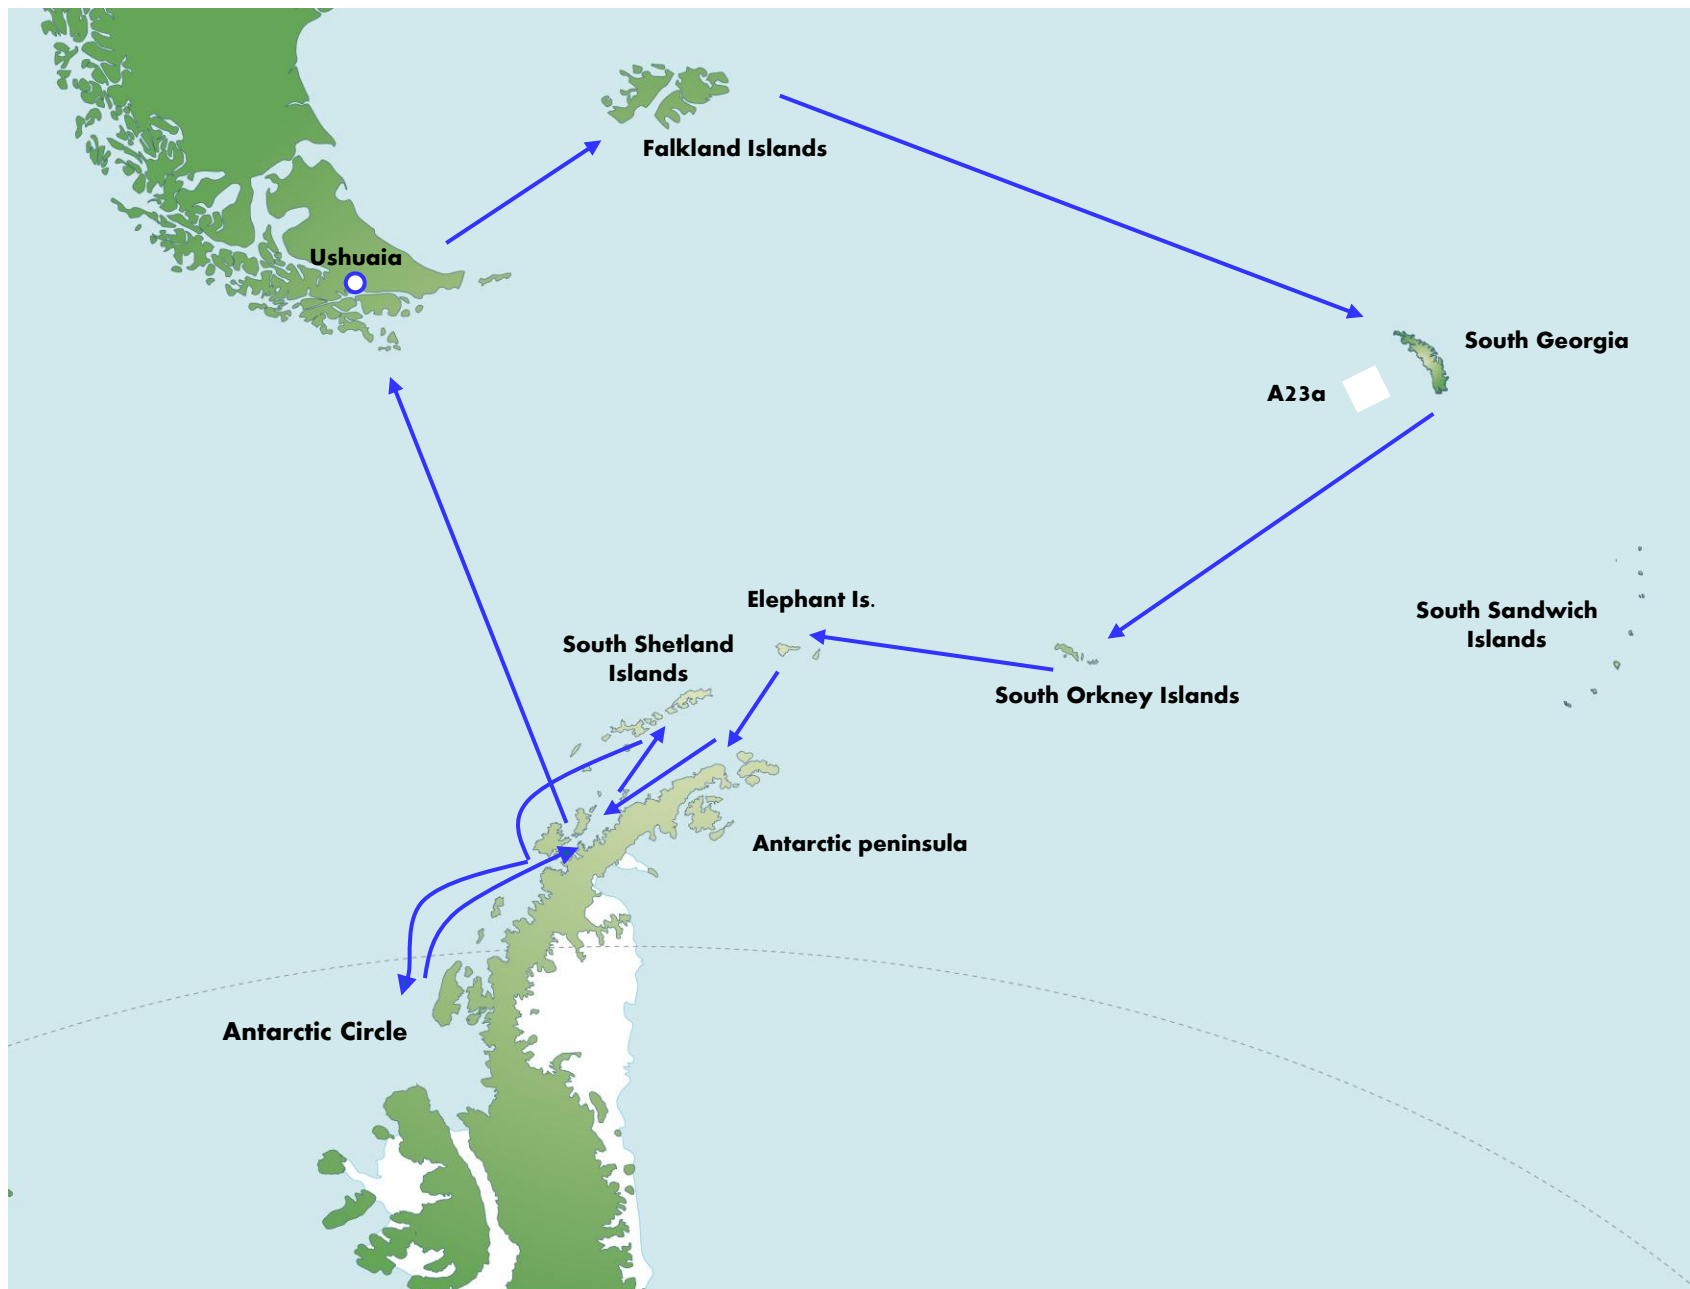 Falkland Islands
Ushuaia
South Georgia
A23a
Elephant Is.
South Shetland
Islands
South Sandwich
Islands
South Orkney Islands
Antarctic peninsula
Antarctic Circle